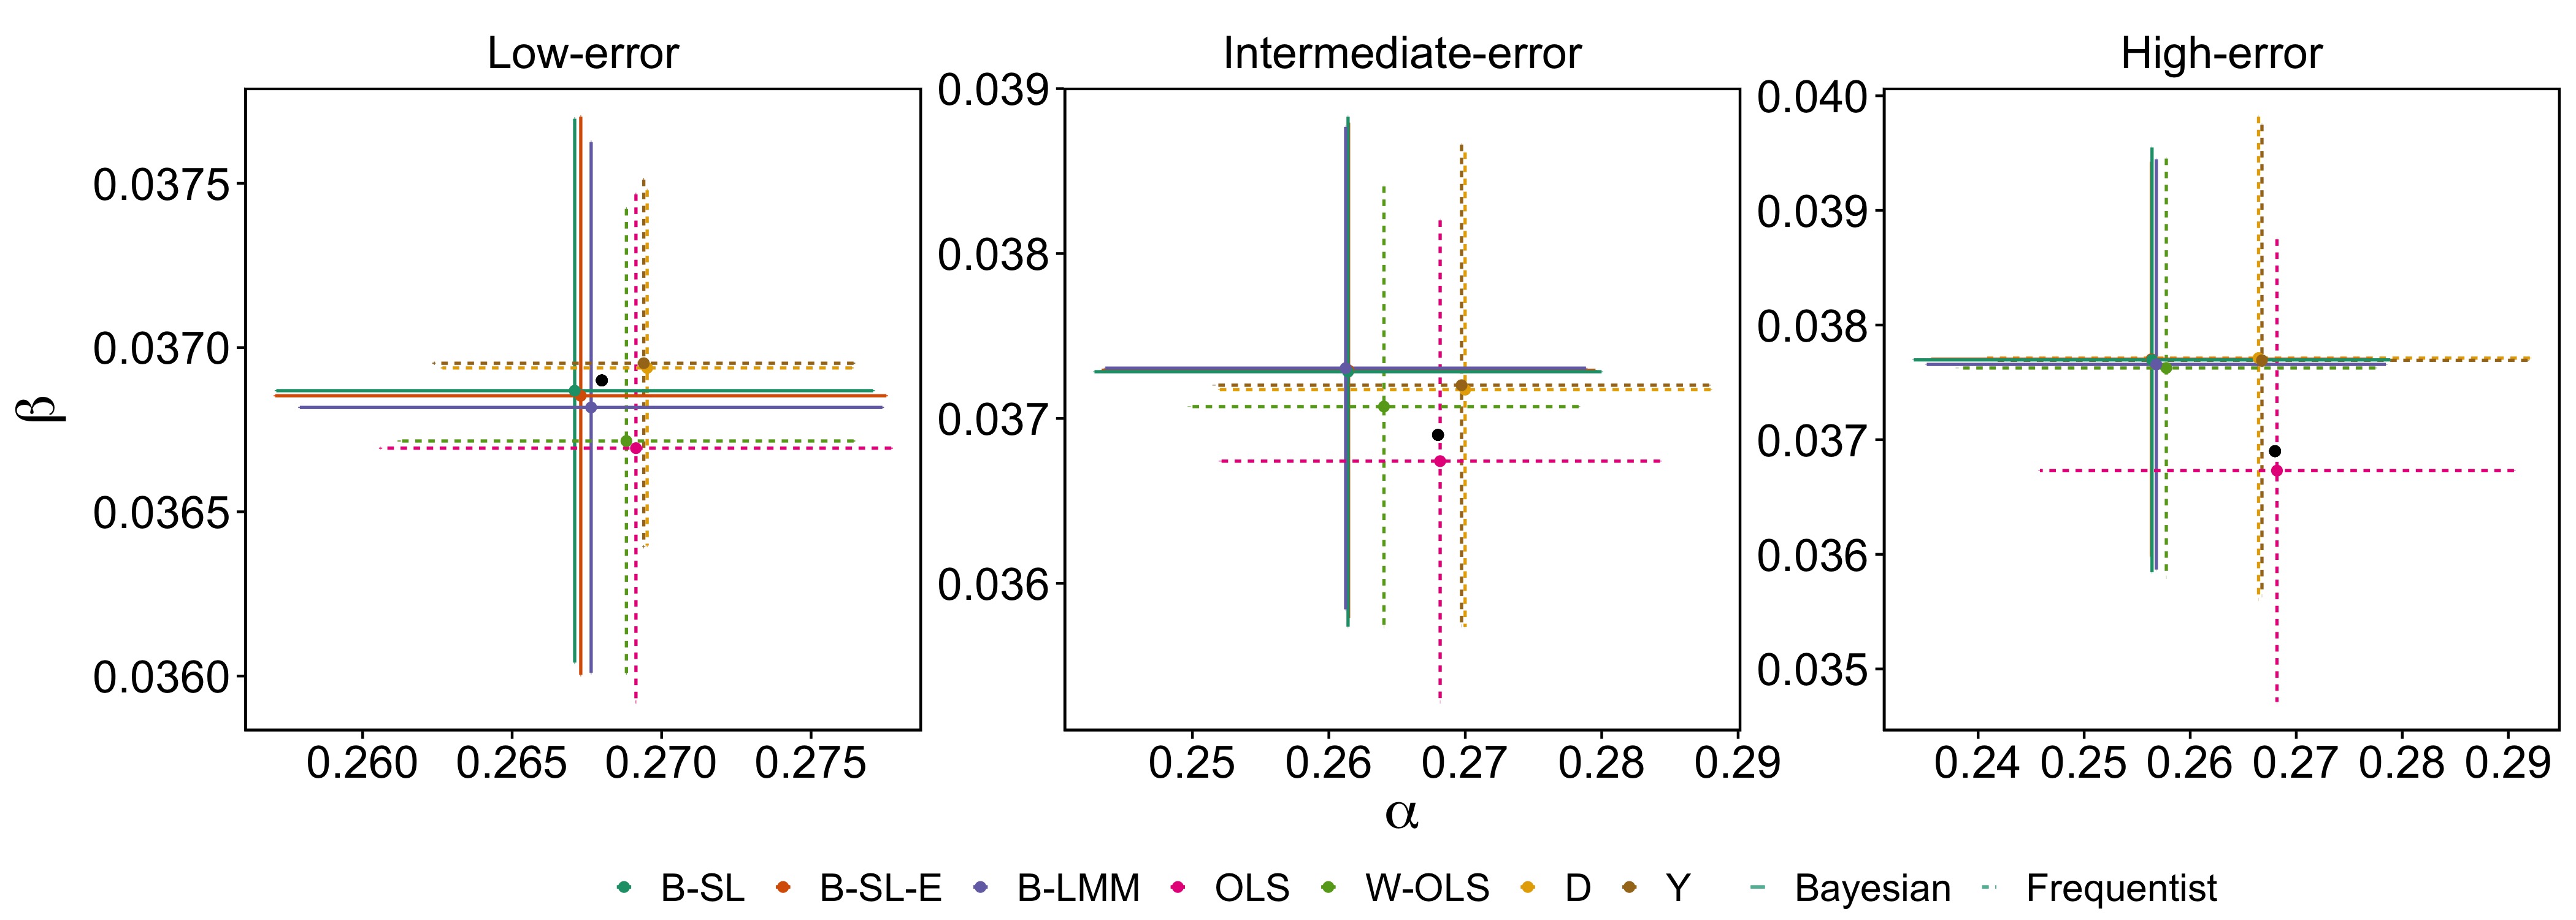 Low-error
Intermediate-error
High-error
β
0.0375
0.0370
0.0365
0.0360
0.260 0.265 0.270 0.275
0.039
0.038
0.037
0.036
0.25 0.26 0.27 0.28 0.29
0.040
0.039
0.038
0.037
0.036
0.035
0.24 0.25 0.26 0.27 0.28 0.29
α
B-SL B-SL-E B-LMM OLS W-OLS D Y Bayesian Frequentist